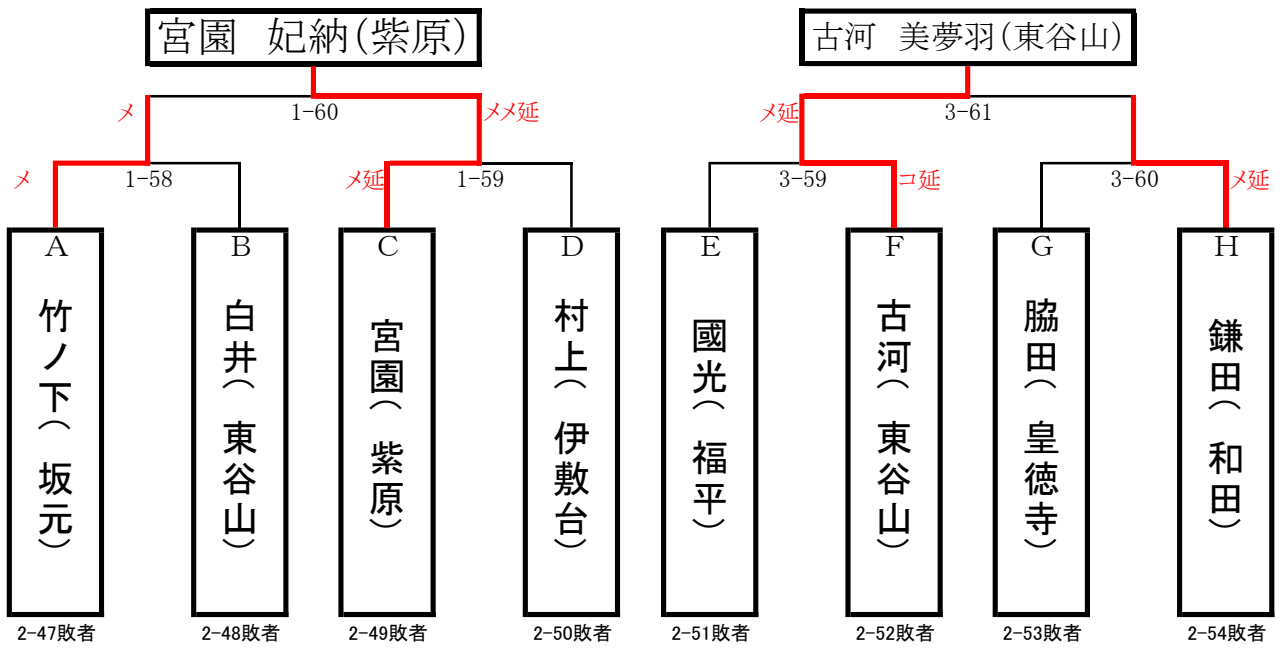 宮園　妃納(紫原)
古河　美夢羽(東谷山)
メ
1-60
メメ延
メ延
3-61
メ
1-58
メ延
1-59
3-59
コ延
3-60
メ延
A
B
C
D
E
F
G
H
竹ノ下(坂元)
白井(東谷山)
宮園(紫原)
村上(伊敷台)
國光(福平)
古河(東谷山)
脇田(皇徳寺)
鎌田(和田)
2-47敗者
2-48敗者
2-49敗者
2-50敗者
2-51敗者
2-52敗者
2-53敗者
2-54敗者